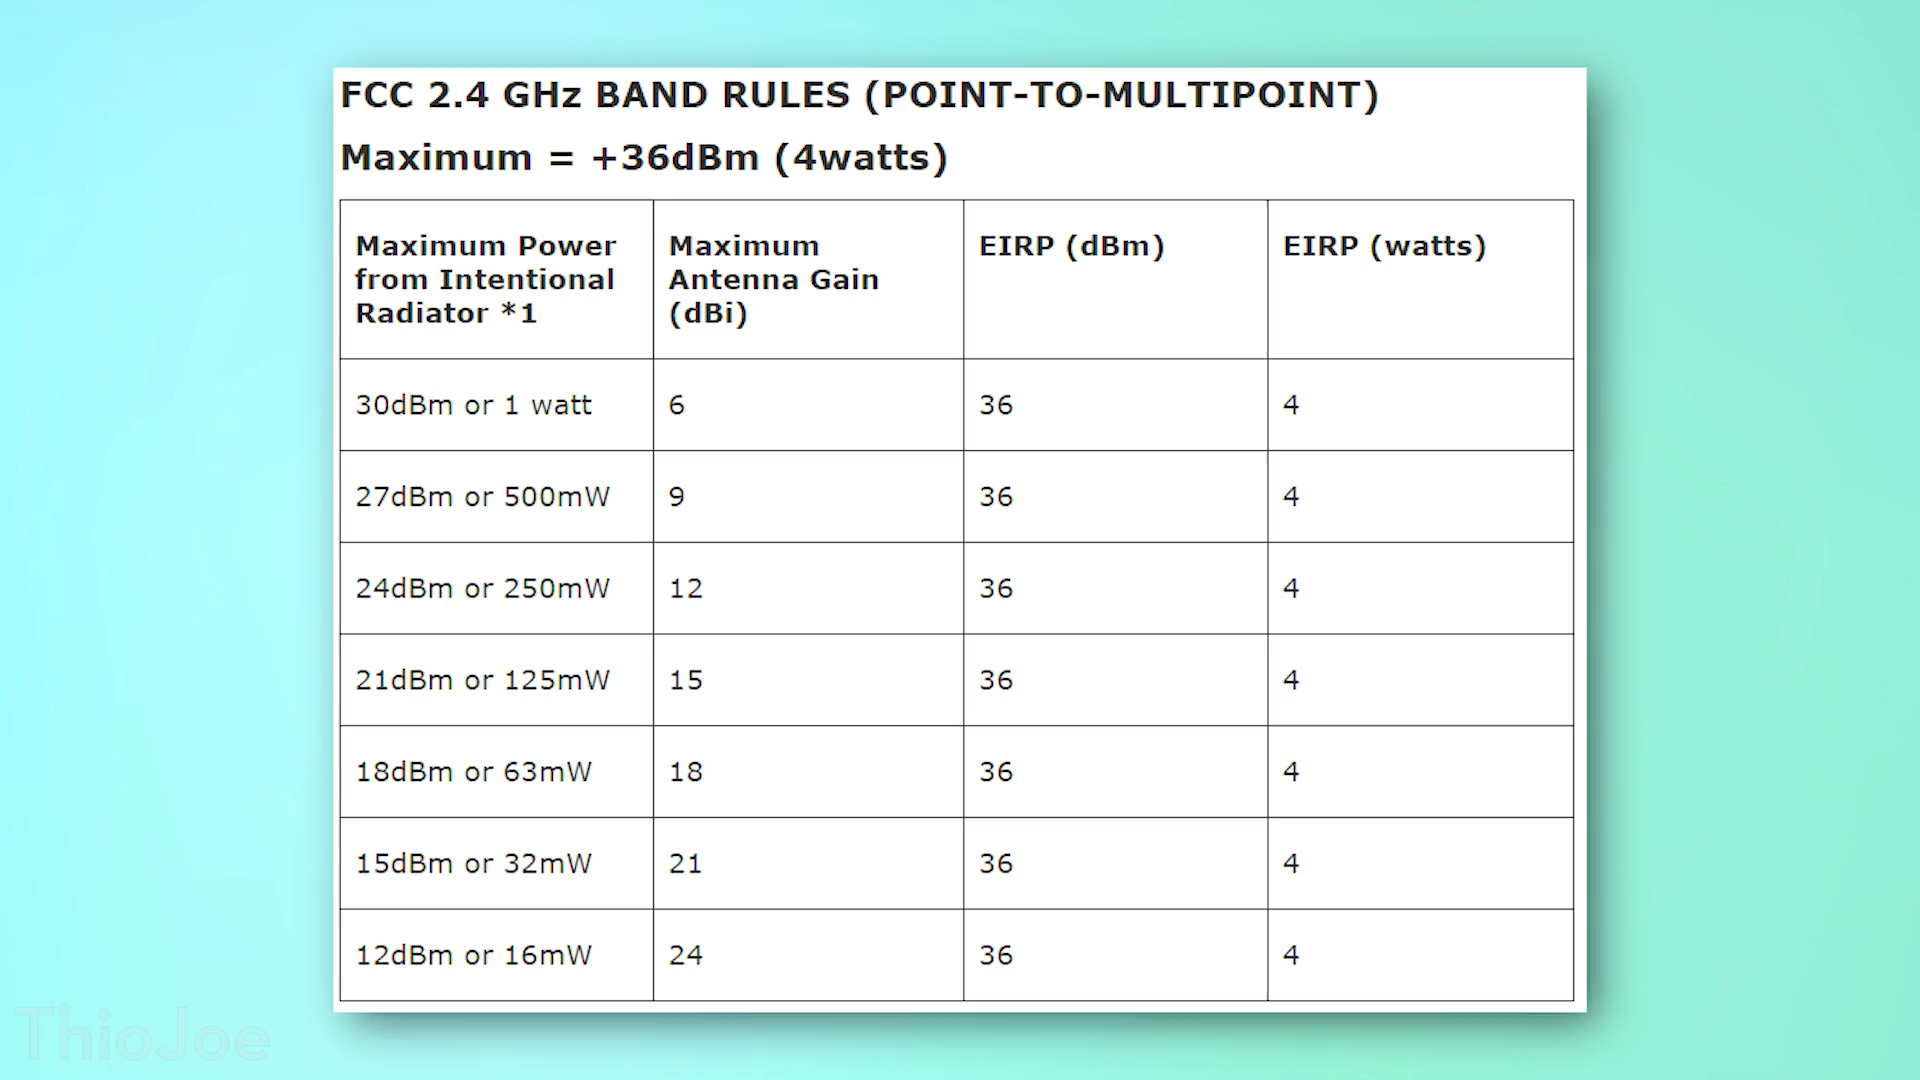 FCC 2.4 GHz BAND RULES (POINT-TO-MULTIPOINT)
Maximum = +36dBm (4watts)
Maximum Power from Intentional Radiator *1 Maximum Antenna Gain (dBi) EIRP (dBm) EIRP (watts)
30dBm or 1 watt 6 36 4
27dBm or 500mW 9 36 4
24dBm or 250mW 12 36 4
21dBm or 125mW 15 36 4
18dBm or 63mW 18 36 4
15dBm or 32mW 21 36 4
12dBm or 16mW 24 36 4
ThioJoe